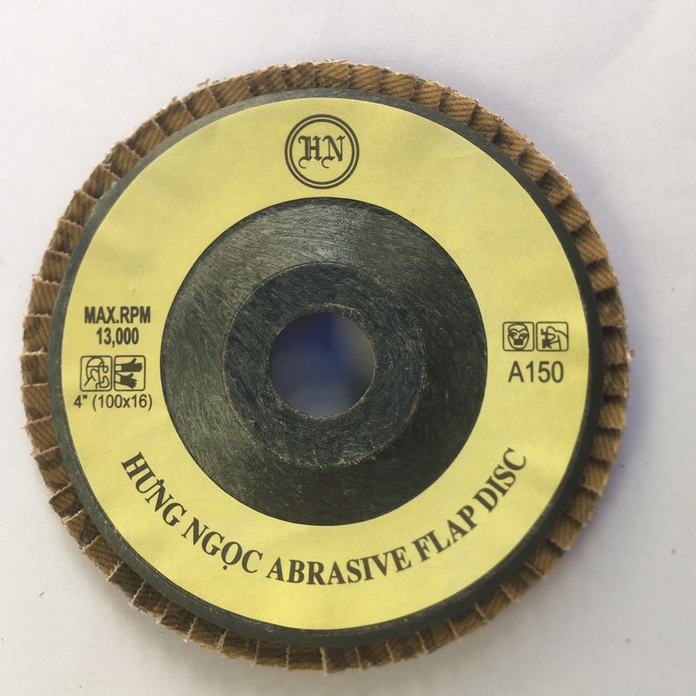 HN
MAX.RPM
13,000
4" (100x16)
A150
HƯNG NGỌC ABRASIVE FLAP DISC